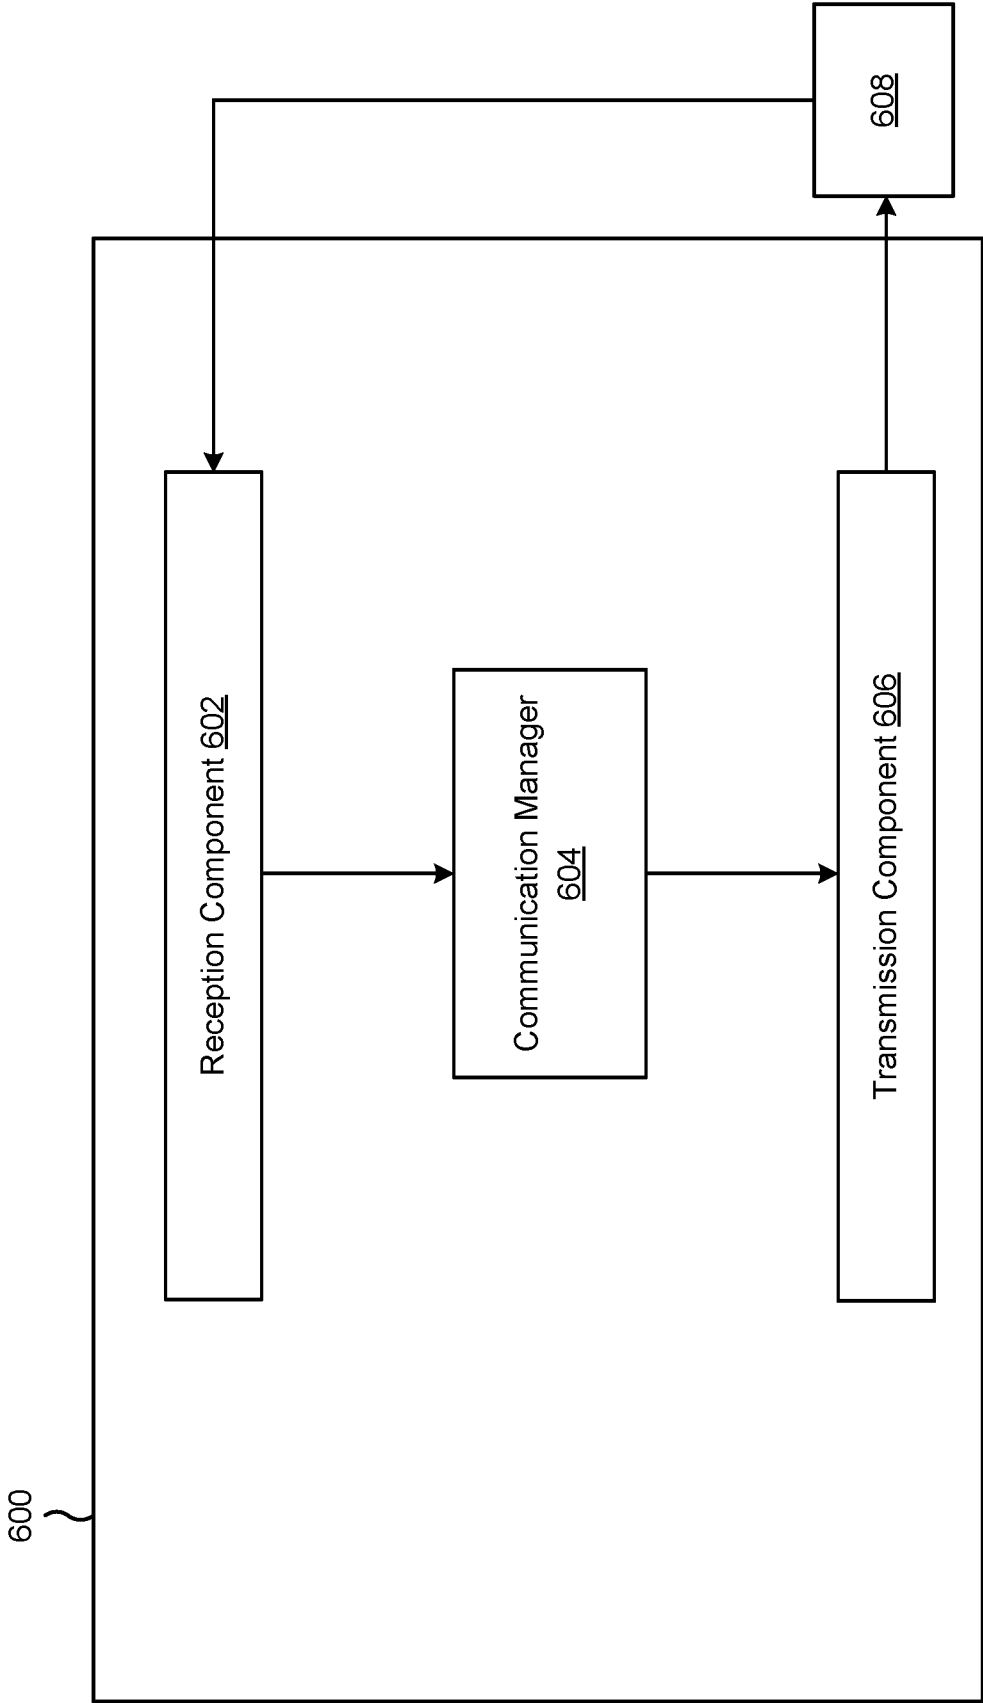 600
Reception Component 602
Communication Manager
604
Transmission Component 606
608